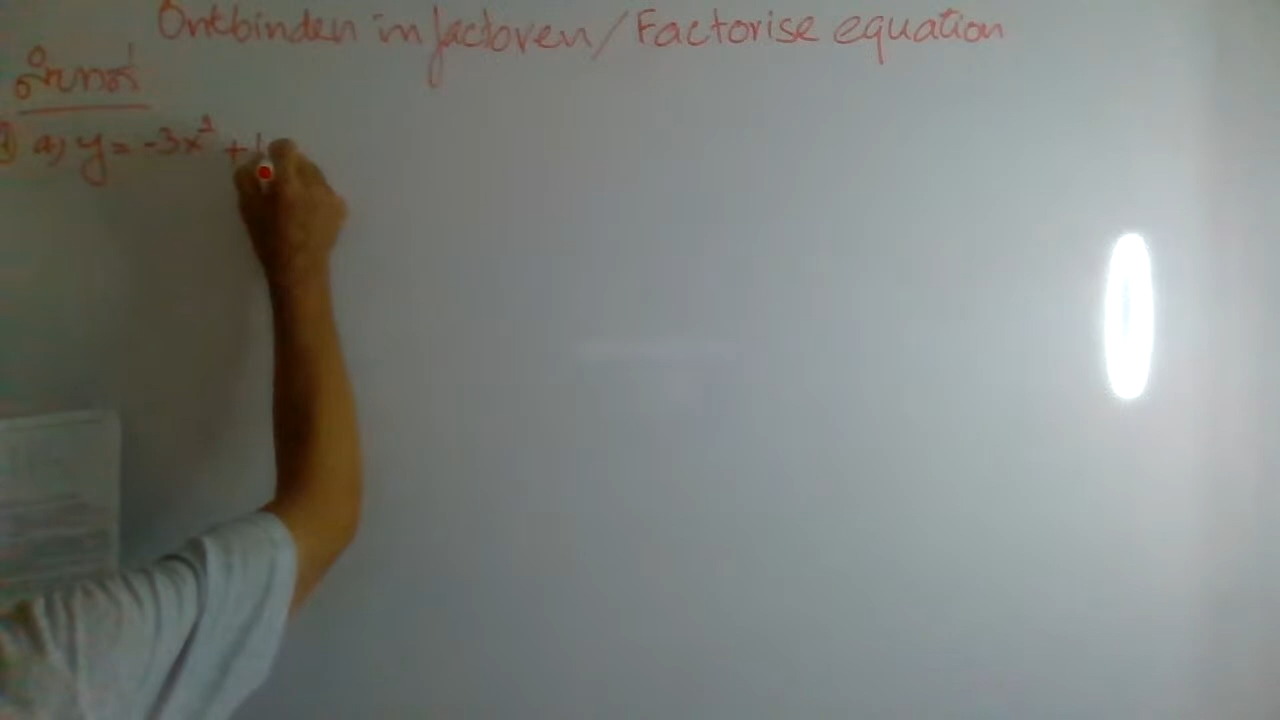 Ontbinden in factoren / Factorise equation
a) y = -3x² +